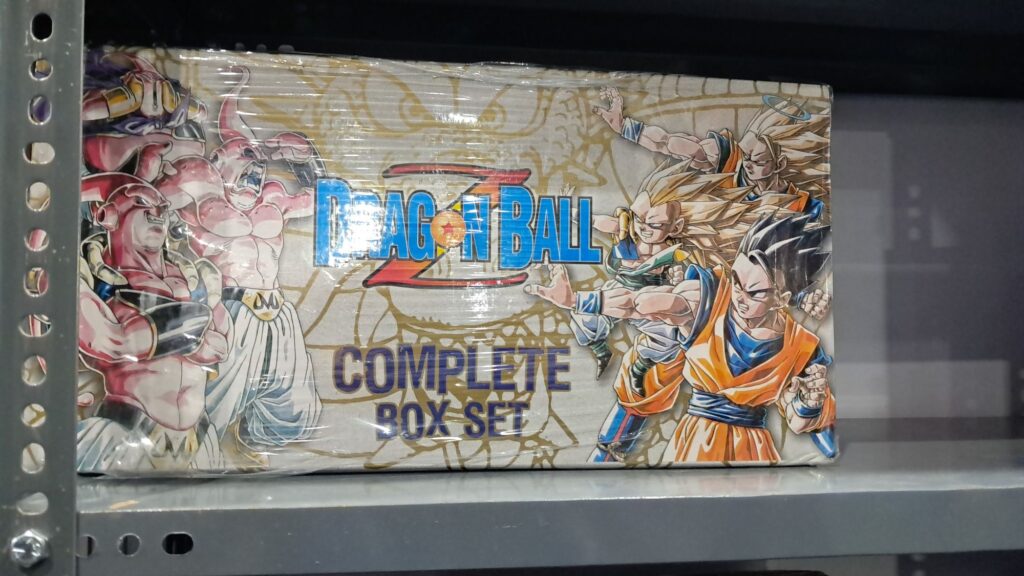 DRAGON BALL
Z
COMPLETE
BOX SET